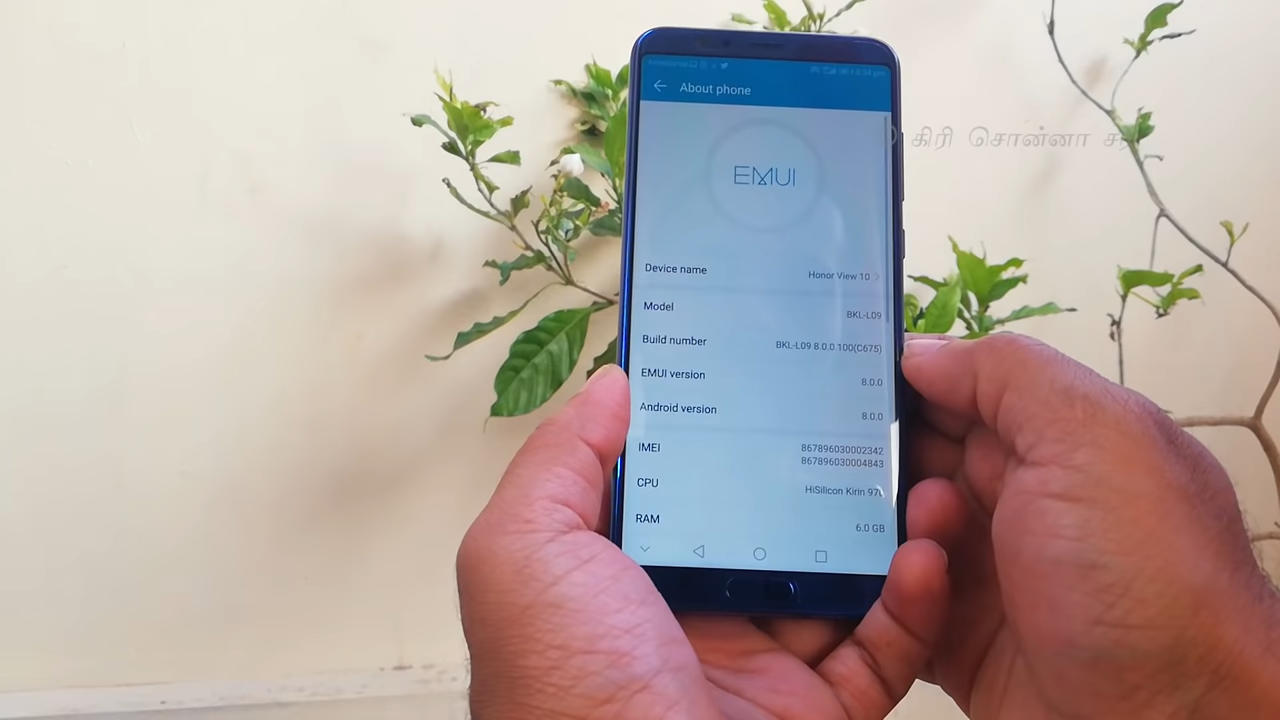 About phone
கிரி சொன்னா
EMUI
Device name Honor View 10
Model BKL-L09
Build number BKL-L09 8.0.0.100(C675)
EMUI version 8.0.0
Android version 8.0.0
IMEI 867896030002342
867896030004843
CPU HiSilicon Kirin 970
RAM 6.0 GB